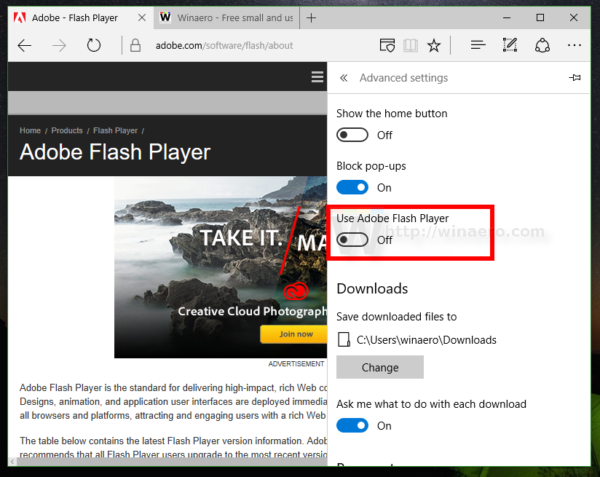 Adobe - Flash Player
Winaero - Free small and us
adobe.com/software/flash/about
Advanced settings
Show the home button
Off
Block pop-ups
On
Use Adobe Flash Player
Off
http://winaero.com
Downloads
Save downloaded files to
C:\Users\winaero\Downloads
Change
Ask me what to do with each download
On
Home / Products / Flash Player /
Adobe Flash Player
TAKE IT.
MA
Creative Cloud Photograph
Join now
ADVERTISEMENT
Adobe Flash Player is the standard for delivering high-impact, rich Web co
Designs, animation, and application user interfaces are deployed immedia
all browsers and platforms, attracting and engaging users with a rich Web
The table below contains the latest Flash Player version information. Adob
recommends that all Flash Player users upgrade to the most recent version